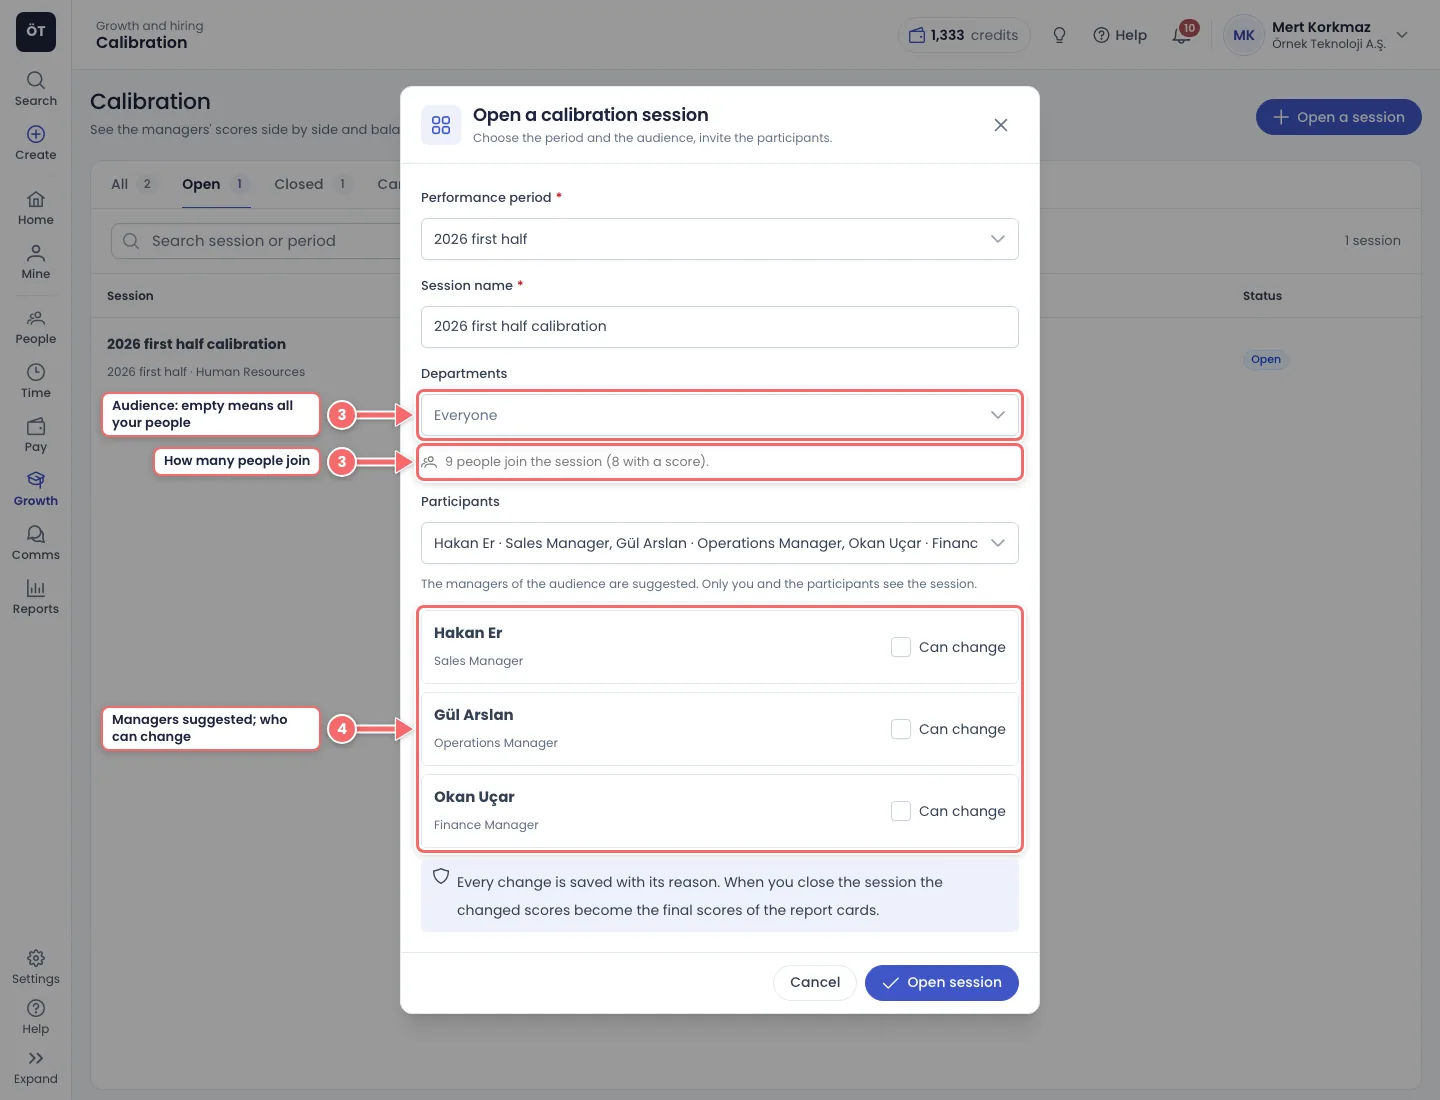 ÖT
Growth and hiring
Calibration
1,333 credits
Help
10
MK
Mert Korkmaz
Örnek Teknoloji A.Ş.
Search
Create
Home
Mine
People
Time
Pay
Growth
Comms
Reports
Settings
Help
Expand
Calibration
See the managers' scores side by side and bala
Open a session
All 2
Open 1
Closed 1
Can
Search session or period
1 session
Session
Status
2026 first half calibration
2026 first half · Human Resources
Open
Open a calibration session
Choose the period and the audience, invite the participants.
Performance period *
2026 first half
Session name *
2026 first half calibration
Departments
Audience: empty means all
your people
3
Everyone
How many people join
3
9 people join the session (8 with a score).
Participants
Hakan Er · Sales Manager, Gül Arslan · Operations Manager, Okan Uçar · Financ
The managers of the audience are suggested. Only you and the participants see the session.
Hakan Er
Sales Manager
Can change
Managers suggested; who
can change
4
Gül Arslan
Operations Manager
Can change
Okan Uçar
Finance Manager
Can change
Every change is saved with its reason. When you close the session the
changed scores become the final scores of the report cards.
Cancel
Open session